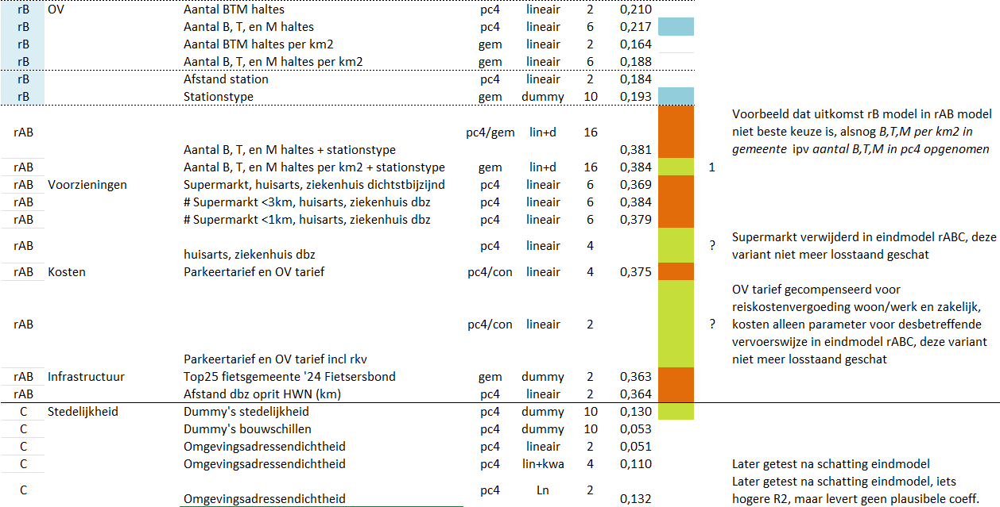 rB OV Aantal BTM haltes pc4 lineair 2 0,210
rB Aantal B, T, en M haltes pc4 lineair 6 0,217
rB Aantal BTM haltes per km2 gem lineair 2 0,164
rB Aantal B, T, en M haltes per km2 gem lineair 6 0,188
rB Afstand station pc4 lineair 2 0,184
rB Stationstype gem dummy 10 0,193
rAB Aantal B, T, en M haltes + stationstype pc4/gem lin+d 16 0,381
Voorbeeld dat uitkomst rB model in rAB model
niet beste keuze is, alsnog B,T,M per km2 in
gemeente ipv aantal B,T,M in pc4 opgenomen
rAB Aantal B, T, en M haltes per km2 + stationstype gem lin+d 16 0,384 1
rAB Voorzieningen Supermarkt, huisarts, ziekenhuis dichtstbijzijnd pc4 lineair 6 0,369
rAB # Supermarkt <3km, huisarts, ziekenhuis dbz pc4 lineair 6 0,384
rAB # Supermarkt <1km, huisarts, ziekenhuis dbz pc4 lineair 6 0,379
rAB huisarts, ziekenhuis dbz pc4 lineair 4 ?
Supermarkt verwijderd in eindmodel rABC, deze
variant niet meer losstaand geschat
rAB Kosten Parkeertarief en OV tarief pc4/con lineair 4 0,375
rAB Parkeertarief en OV tarief incl rkv pc4/con lineair 2 ?
OV tarief gecompenseerd voor
reiskostenvergoeding woon/werk en zakelijk,
kosten alleen parameter voor desbetreffende
vervoerswijze in eindmodel rABC, deze variant
niet meer losstaand geschat
rAB Infrastructuur Top25 fietsgemeente '24 Fietsersbond gem dummy 2 0,363
rAB Afstand dbz oprit HWN (km) pc4 lineair 2 0,364
C Stedelijkheid Dummy's stedelijkheid pc4 dummy 10 0,130
C Dummy's bouwschillen pc4 dummy 10 0,053
C Omgevingsadressendichtheid pc4 lineair 2 0,051
C Omgevingsadressendichtheid pc4 lin+kwa 4 0,110 Later getest na schatting eindmodel
C Omgevingsadressendichtheid pc4 Ln 2 0,132
Later getest na schatting eindmodel, iets
hogere R2, maar levert geen plausibele coeff.